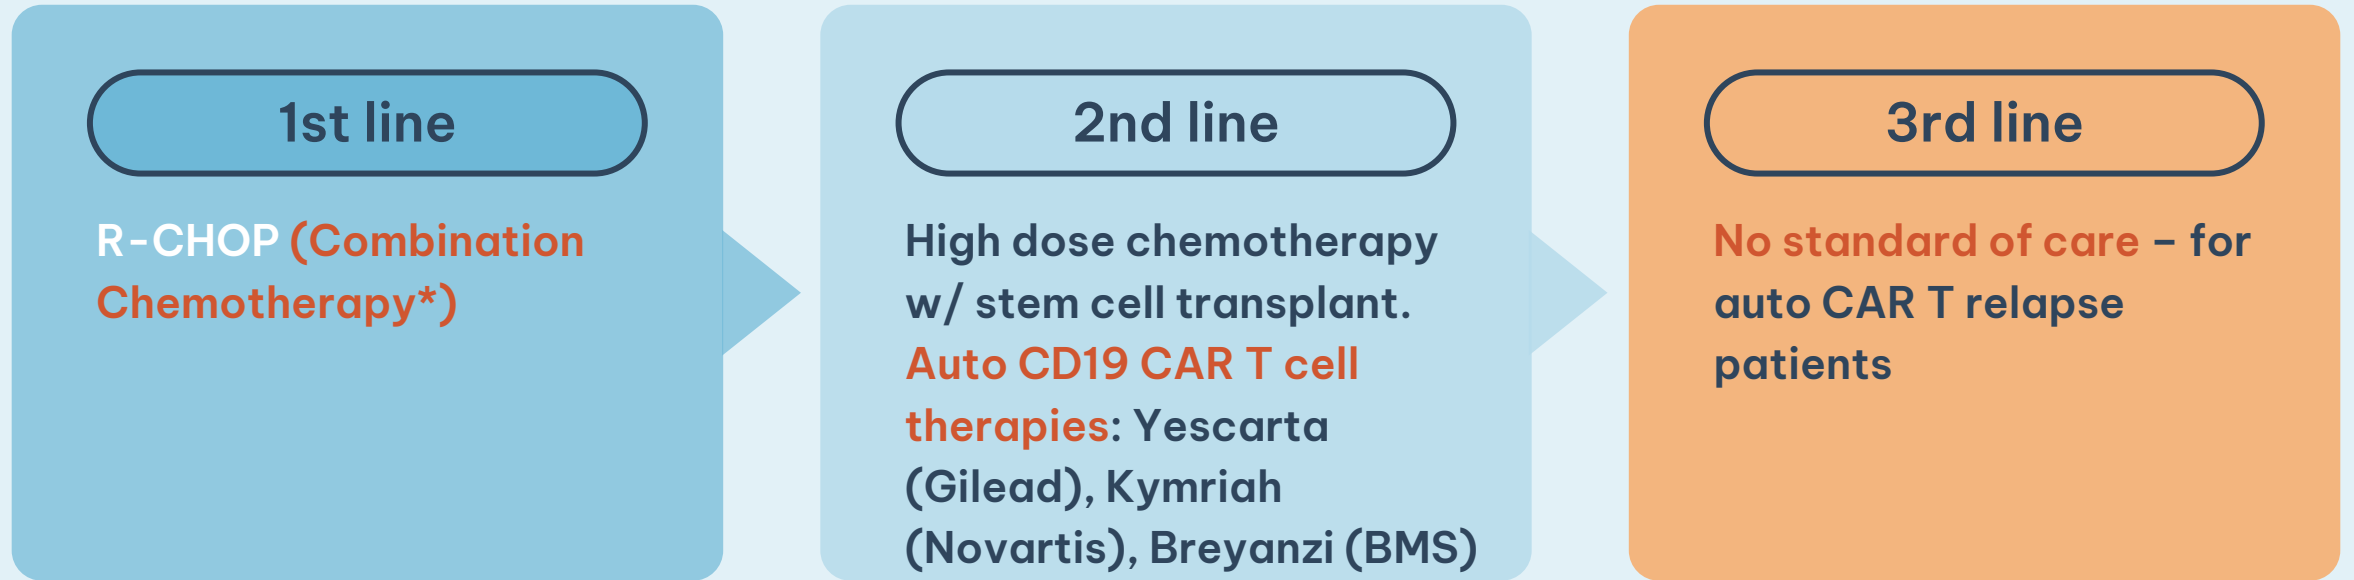 1st line
R-CHOP (Combination
Chemotherapy*)
2nd line
High dose chemotherapy
w/ stem cell transplant.
Auto CD19 CAR T cell
therapies: Yescarta
(Gilead), Kymriah
(Novartis), Breyanzi (BMS)
3rd line
No standard of care – for
auto CAR T relapse
patients